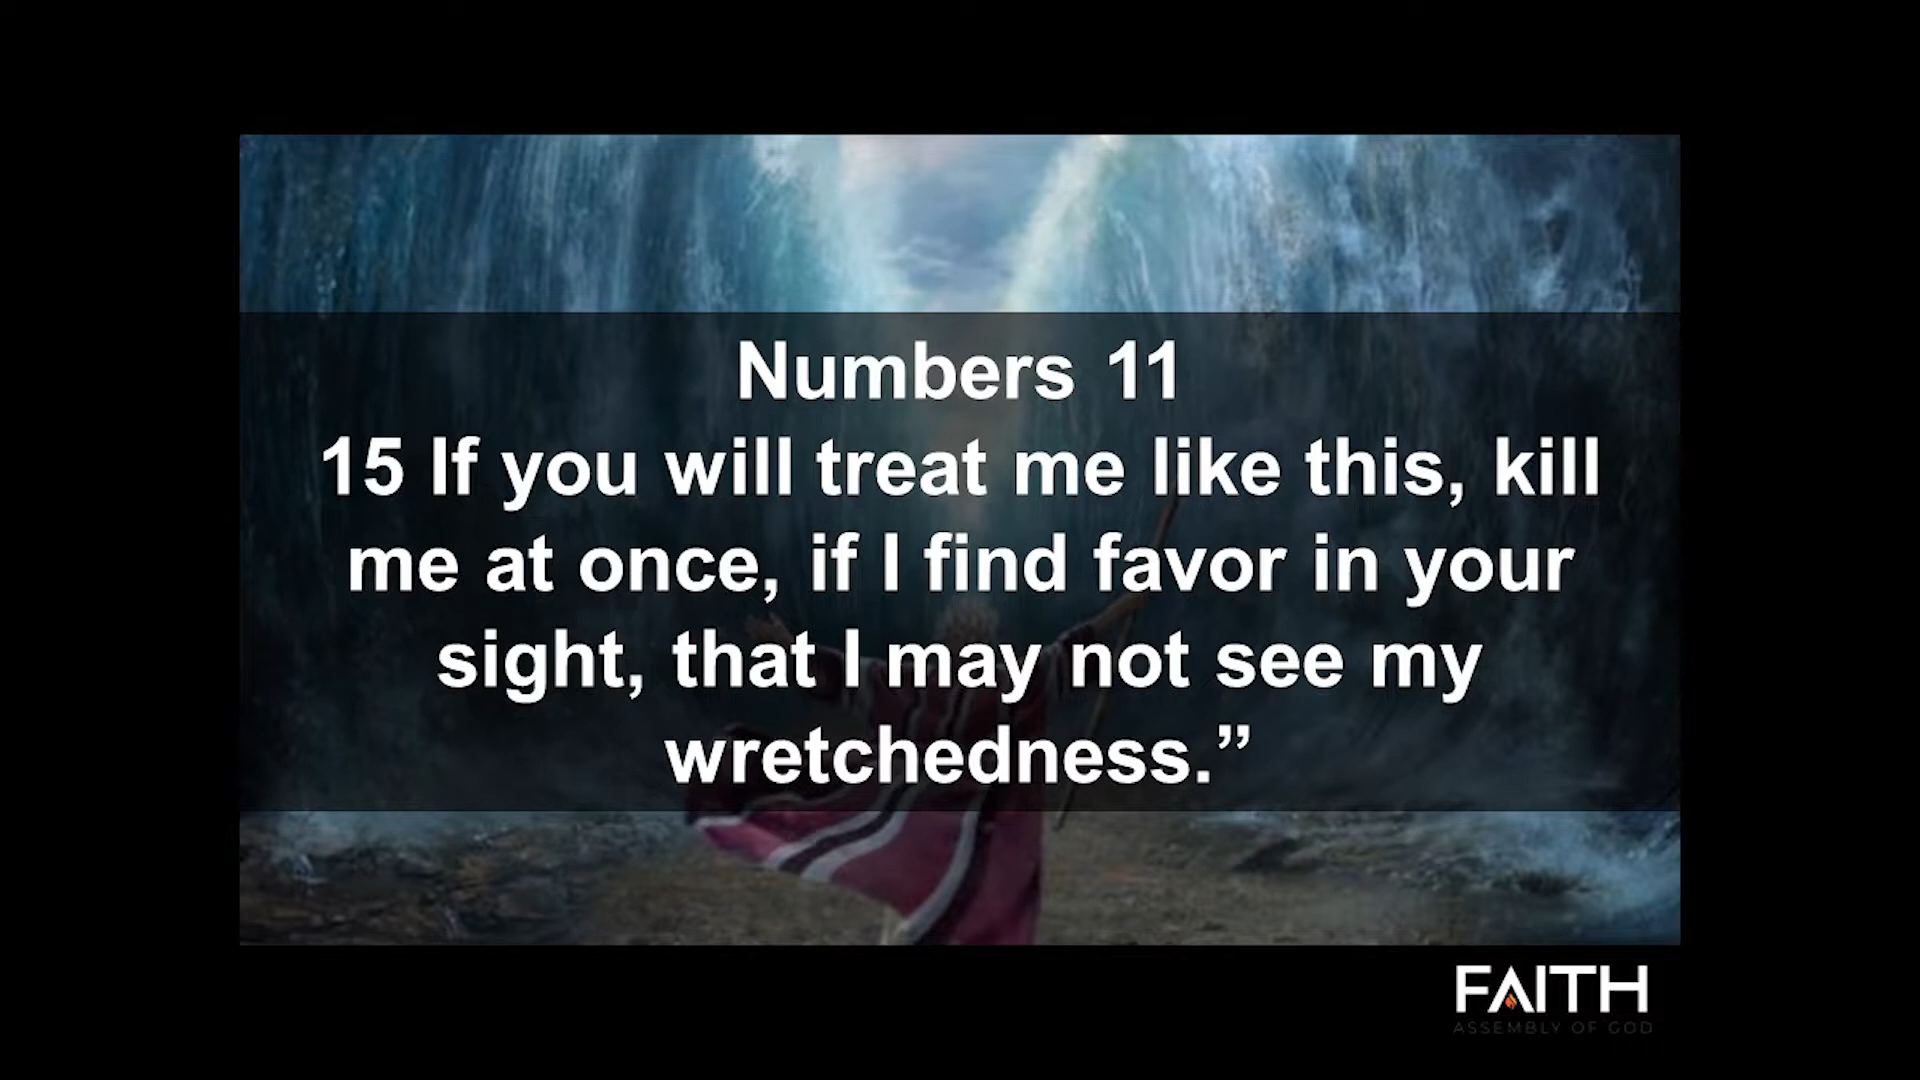 Numbers 11
15 If you will treat me like this, kill
me at once, if I find favor in your
sight, that I may not see my
wretchedness.”
FAITH
ASSEMBLY OF GOD